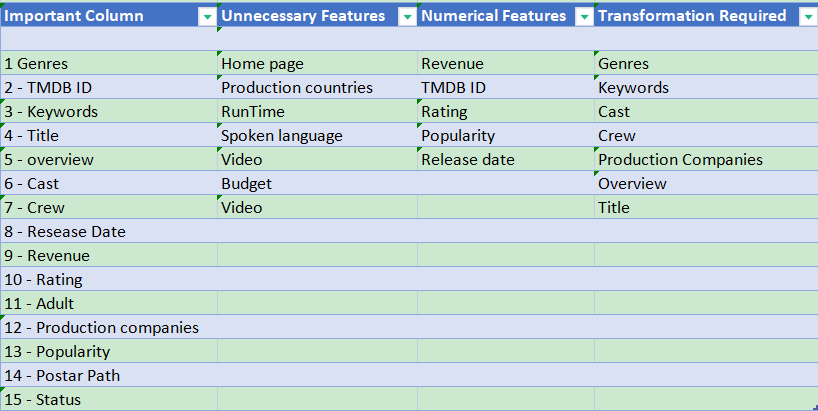 Important Column Unnecessary Features Numerical Features Transformation Required
1 Genres Home page Revenue Genres
2 - TMDB ID Production countries TMDB ID Keywords
3 - Keywords RunTime Rating Cast
4 - Title Spoken language Popularity Crew
5 - overview Video Release date Production Companies
6 - Cast Budget Overview
7 - Crew Video Title
8 - Resease Date
9 - Revenue
10 - Rating
11 - Adult
12 - Production companies
13 - Popularity
14 - Postar Path
15 - Status